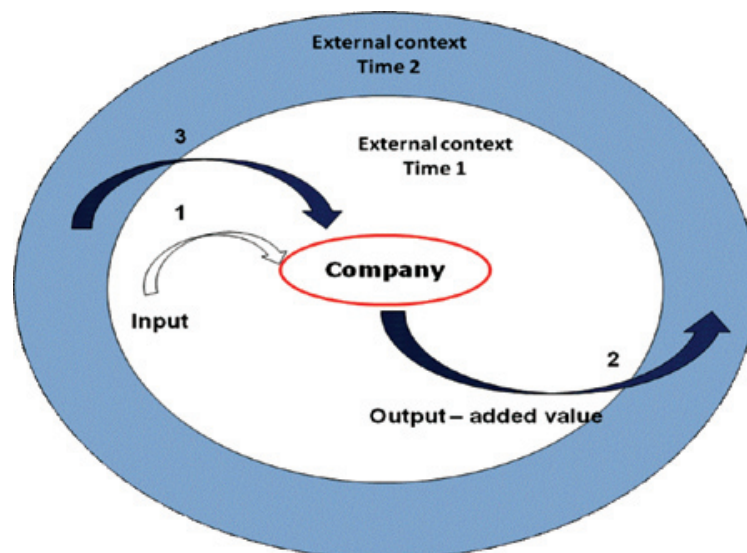 External context
Time 2
3
External context
Time 1
1
Company
Input
2
Output – added value